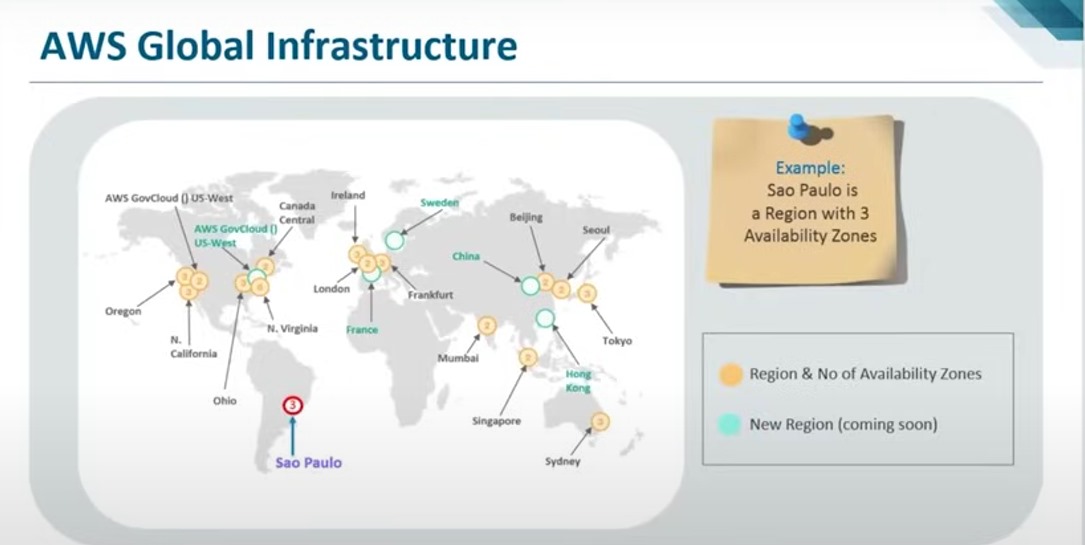 AWS Global Infrastructure
AWS GovCloud () US-West
Canada
Central
Ireland
Sweden
AWS GovCloud ()
US-West
Beijing
Seoul
China
London
Frankfurt
Oregon
N. Virginia
France
N.
California
Mumbai
Tokyo
Hong
Kong
Ohio
Singapore
3
Sao Paulo
Sydney
Example:
Sao Paulo is
a Region with 3
Availability Zones
Region & No of Availability Zones
New Region (coming soon)